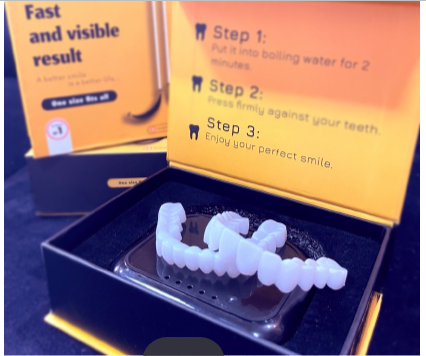 Fast
and visible
result
A better smile
is a better life...
One size fits all
a
Step 1:
Put it into boiling water for 2
minutes.
Step 2:
Press firmly against your teeth.
Step 3:
Enjoy your perfect smile.